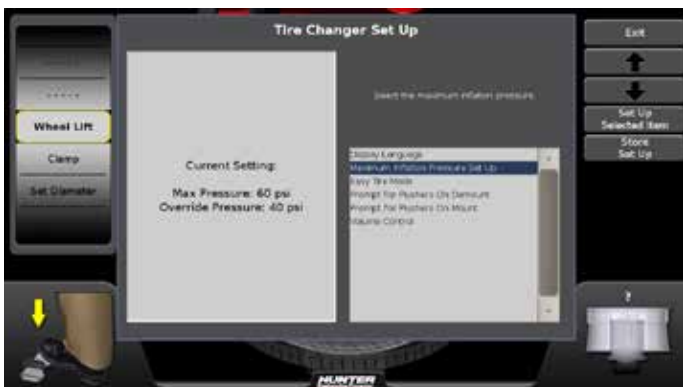 Tire Changer Set Up
Exit
Set Up
Selected Item
Store
Set Up
Wheel Lift
Clamp
Set Diameter
Select the maximum inflation pressure.
Current Setting:
Max Pressure: 60 psi
Override Pressure: 40 psi
Display Language
Maximum Inflation Pressure Set Up
Easy Tire Mode
Prompt For Pushers On Demount
Prompt For Pushers On Mount
Volume Control
?
HUNTER